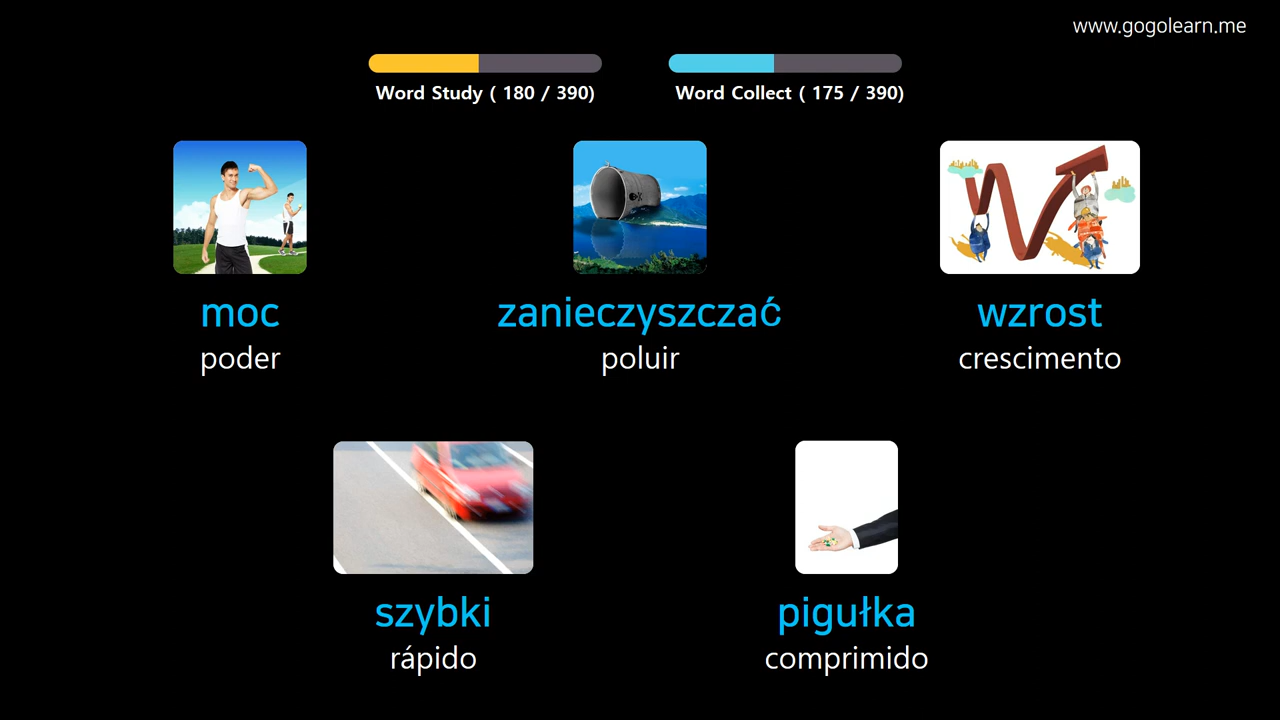 www.gogolearn.me
Word Study ( 180 / 390)
Word Collect ( 175 / 390)
moc
poder
zanieczyszczać
poluir
wzrost
crescimento
szybki
rápido
pigułka
comprimido